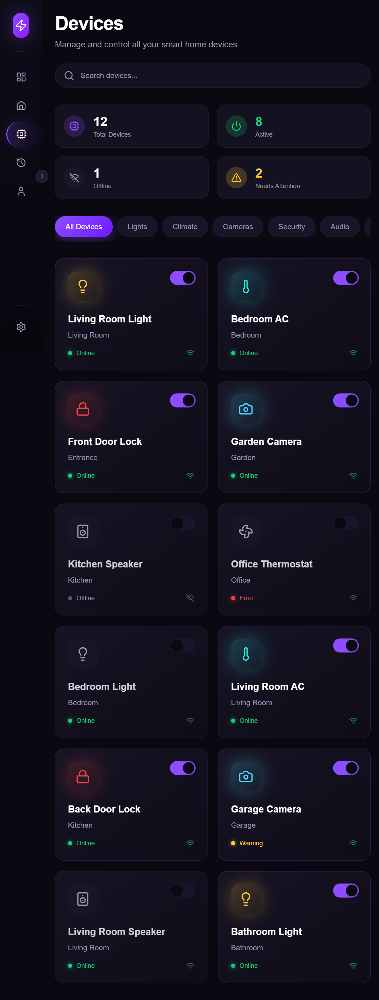 Devices
Manage and control all your smart home devices
Search devices...
12
Total Devices
8
Active
1
Offline
2
Needs Attention
All Devices
Lights
Climate
Cameras
Security
Audio
Living Room Light
Living Room
Online
Bedroom AC
Bedroom
Online
Front Door Lock
Entrance
Online
Garden Camera
Garden
Online
Kitchen Speaker
Kitchen
Offline
Office Thermostat
Office
Error
Bedroom Light
Bedroom
Online
Living Room AC
Living Room
Online
Back Door Lock
Kitchen
Online
Garage Camera
Garage
Warning
Living Room Speaker
Living Room
Online
Bathroom Light
Bathroom
Online